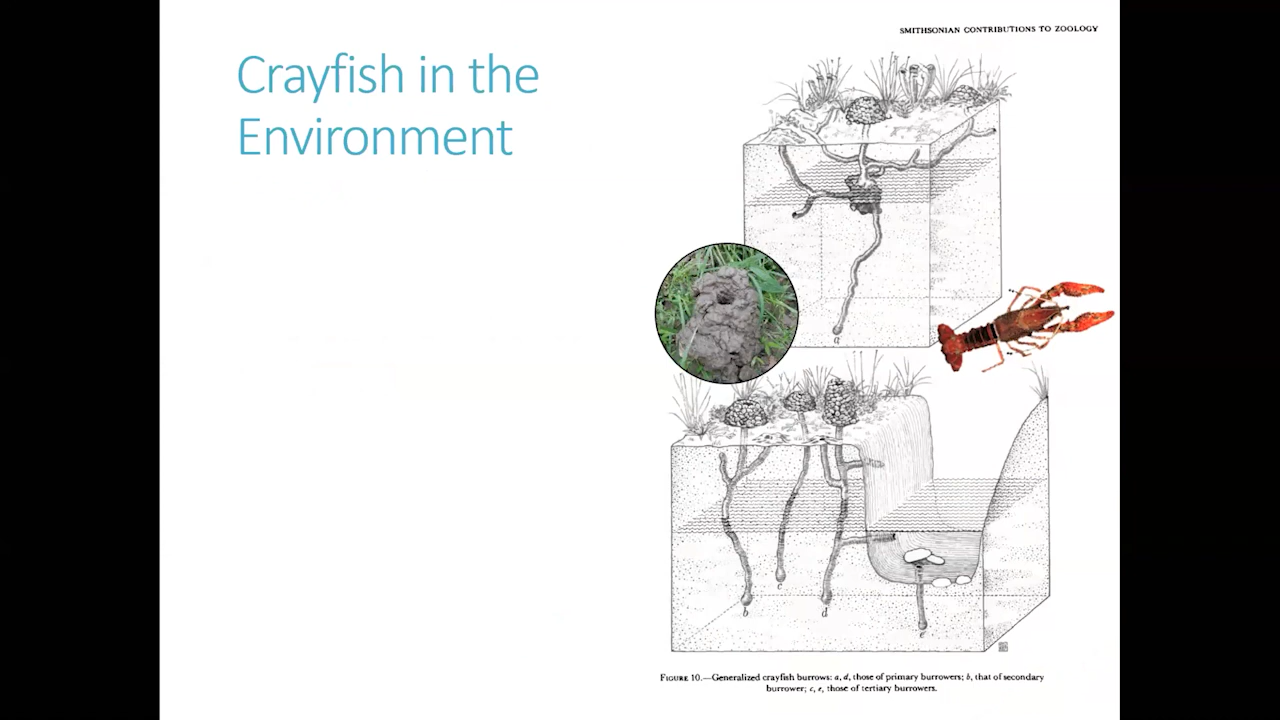 SMITHSONIAN CONTRIBUTIONS TO ZOOLOGY
Crayfish in the
Environment
a
b
c
d
e
FIGURE 10.—Generalized crayfish burrows: a, d, those of primary burrowers; b, that of secondary
burrower; c, e, those of tertiary burrowers.